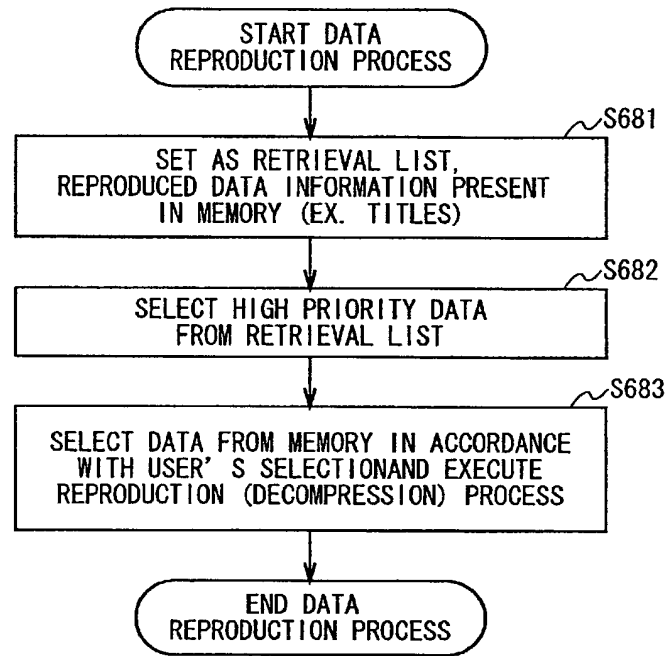 START DATA
REPRODUCTION PROCESS
S681
SET AS RETRIEVAL LIST,
REPRODUCED DATA INFORMATION PRESENT
IN MEMORY (EX. TITLES)
S682
SELECT HIGH PRIORITY DATA
FROM RETRIEVAL LIST
S683
SELECT DATA FROM MEMORY IN ACCORDANCE
WITH USER'S SELECTIONAND EXECUTE
REPRODUCTION (DECOMPRESSION) PROCESS
END DATA
REPRODUCTION PROCESS